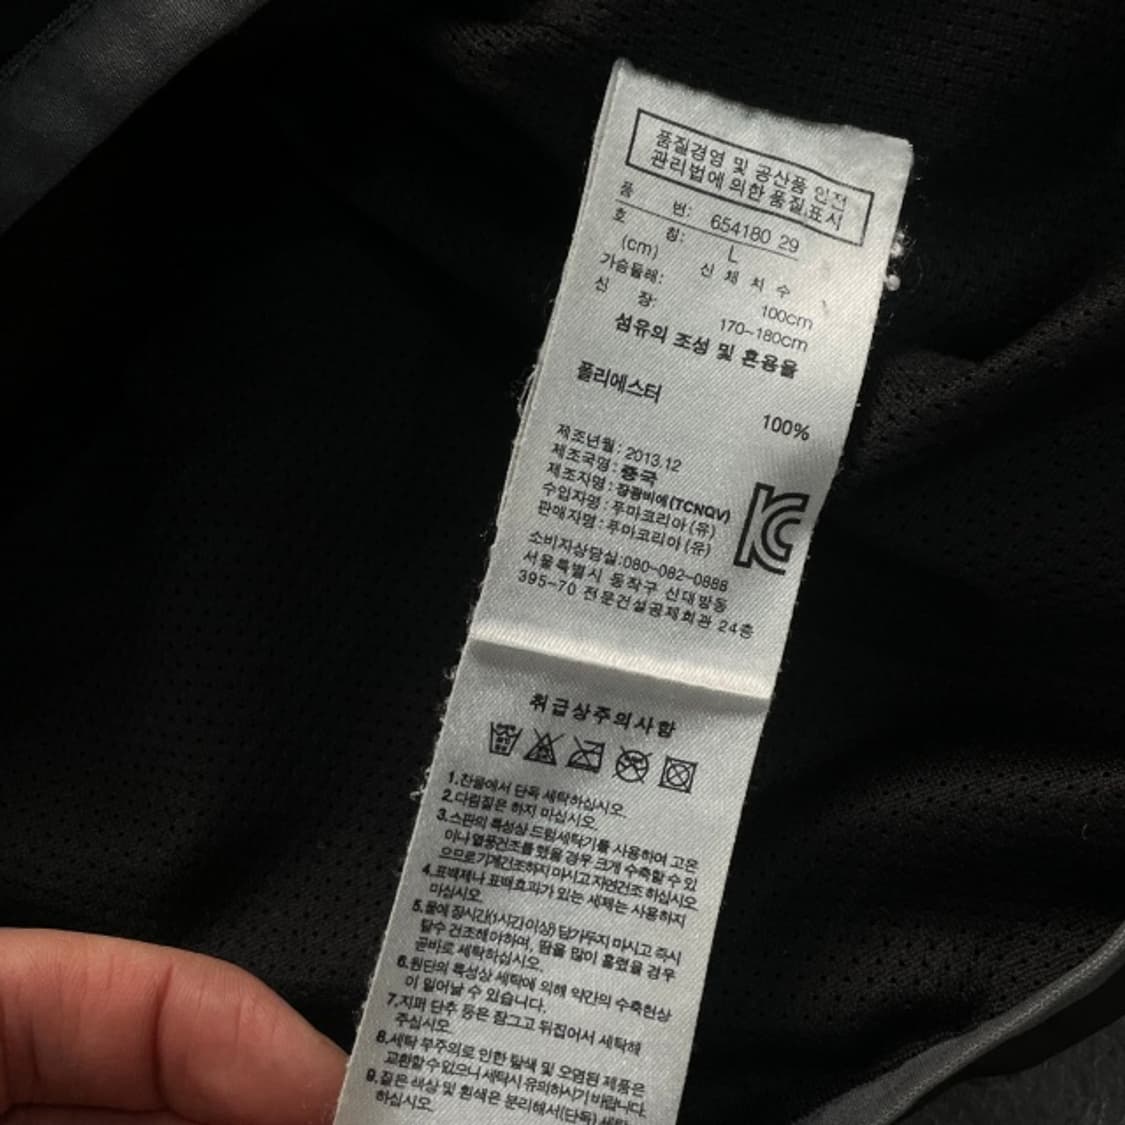 품질경영 및 공산품 안전
관리법에 의한 품질표시
품 번: 654180 29
호 칭: L
(cm) 신 체 치 수
가슴둘레: 100cm
신 장: 170~180cm
섬유의 조성 및 혼용율
폴리에스터
100%
제조년월: 2013.12
제조국명: 중국
제조자명: 장쾅비에(TCNQV)
수입자명: 푸마코리아(유)
판매자명: 푸마코리아(유)
소비자상담실:080-082-0888
서울특별시 동작구 신대방동
395-70 전문건설공제회관 24층
취급상주의사항
1.찬물에서 단독 세탁하십시오.
2.다림질은 하지 마십시오.
3.스판의 특성상 드럼세탁기를 사용하며 고온
이나 열풍건조를 했을 경우 크게 수축할 수 있
으므로기계건조하지마시고자연건조 하십시오
4.표백제나 표백효과가 있는 세제는 사용하지
마십시오.
5.물에 장시간(1시간이상) 담가두지 마시고 즉시
탈수 건조해야하며, 땀을 많이 흘렸을 경우
곧바로 세탁하십시오.
6.원단의 특성상 세탁에 의해 약간의 수축현상
이 일어날 수 있습니다.
7.지퍼 단추 등은 잠그고 뒤집어서 세탁해
주십시오.
8.세탁 부주의로 인한 탈색 및 오염된 제품은
교환할수없으니세탁시유의하시기바랍니다.
9.짙은 색상 및 흰색은 분리해서(단독) 세탁
하십시오.